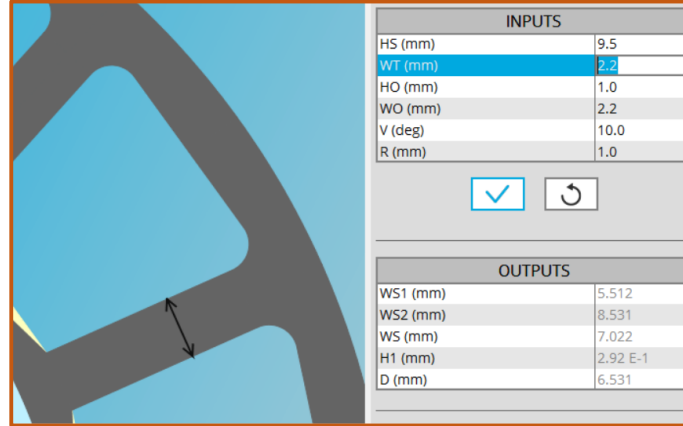 INPUTS
HS (mm) 9.5
WT (mm) 2.2
HO (mm) 1.0
WO (mm) 2.2
V (deg) 10.0
R (mm) 1.0
OUTPUTS
WS1 (mm) 5.512
WS2 (mm) 8.531
WS (mm) 7.022
H1 (mm) 2.92 E-1
D (mm) 6.531